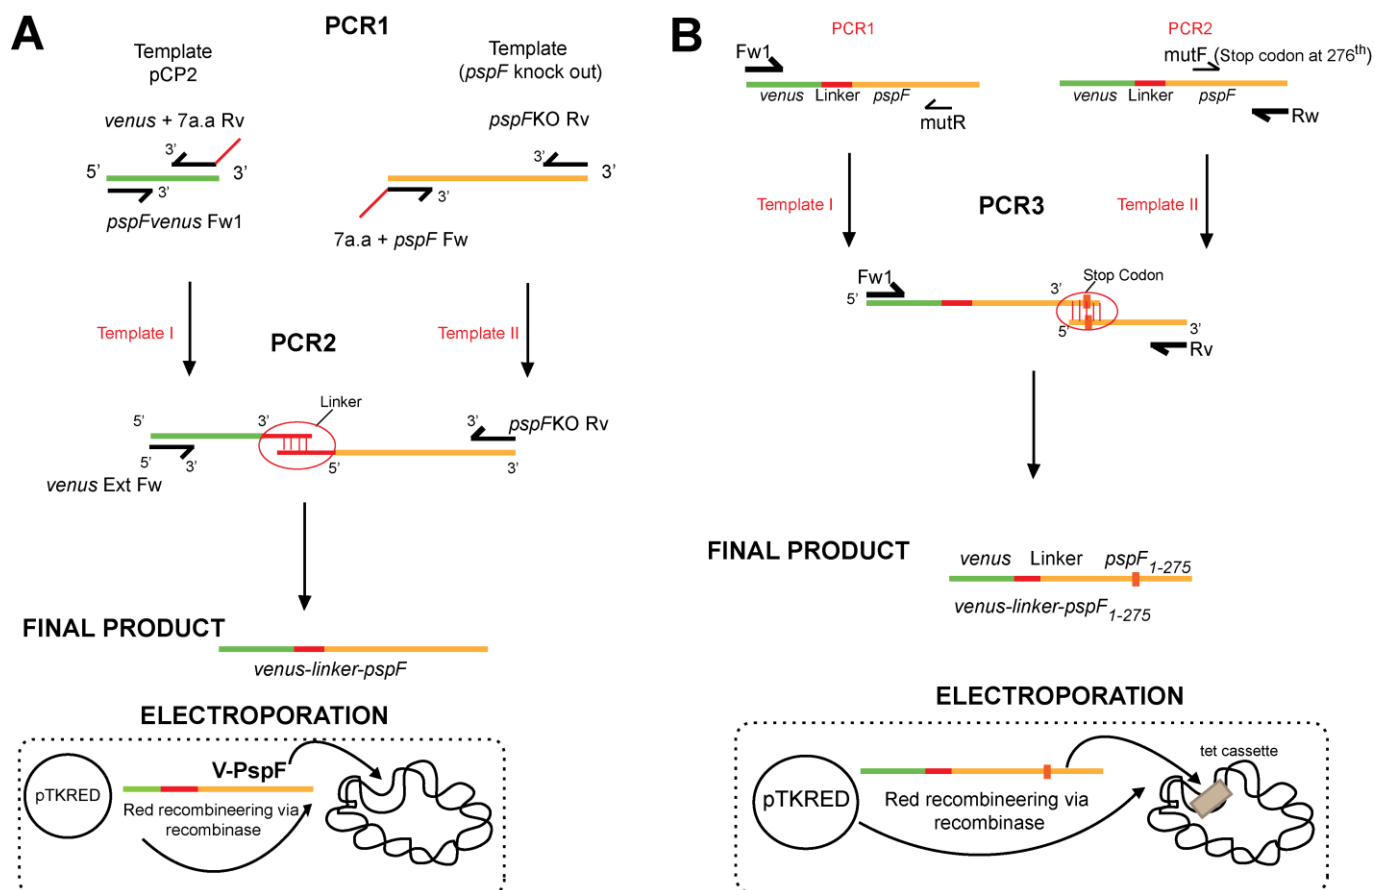 A
PCR1
Template
pCP2
Template
(pspF knock out)
venus + 7a.a Rv
pspFKO Rv
3'
3'
5'
3'
3'
3'
3'
pspFvenus Fw1
7a.a + pspF Fw
Template I
Template II
PCR2
Linker
5'
3'
3'
pspFKO Rv
5'
3'
5'
3'
venus Ext Fw
FINAL PRODUCT
venus-linker-pspF
ELECTROPORATION
V-PspF
pTKRED
Red recombineering via
recombinase
B
PCR1
PCR2
Fw1
mutF (Stop codon at 276th)
venus Linker pspF
venus Linker pspF
mutR
Rw
Template I
PCR3
Template II
Fw1
Stop Codon
5'
3'
5'
3'
Rv
FINAL PRODUCT
venus Linker pspF1-275
venus-linker-pspF1-275
ELECTROPORATION
tet cassette
pTKRED
Red recombineering via
recombinase